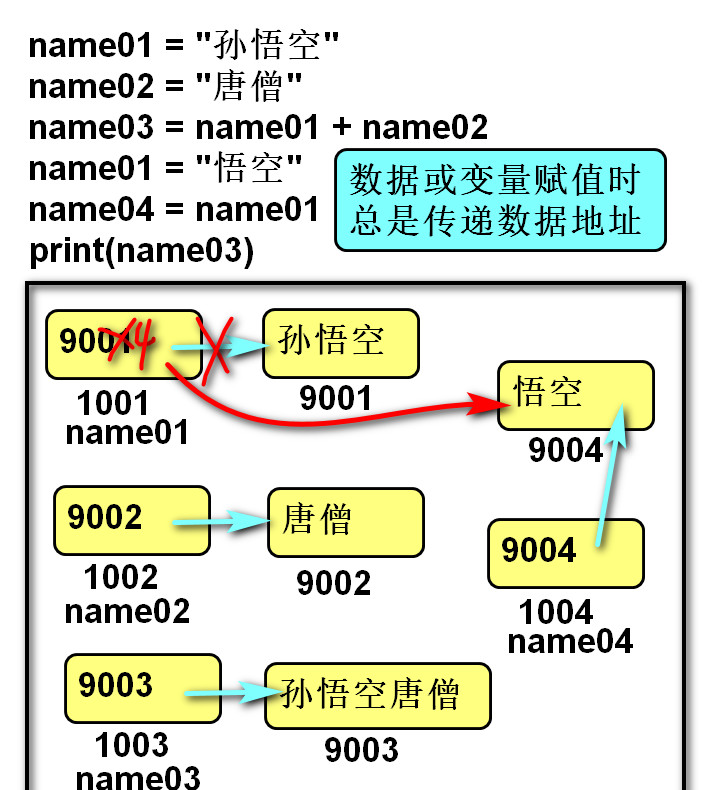 name01 = "孙悟空"
name02 = "唐僧"
name03 = name01 + name02
name01 = "悟空"
name04 = name01
print(name03)
数据或变量赋值时
总是传递数据地址
9001 4
孙悟空
1001
name01
9001
悟空
9004
9002
唐僧
1002
name02
9002
9004
1004
name04
9003
孙悟空唐僧
1003
name03
9003